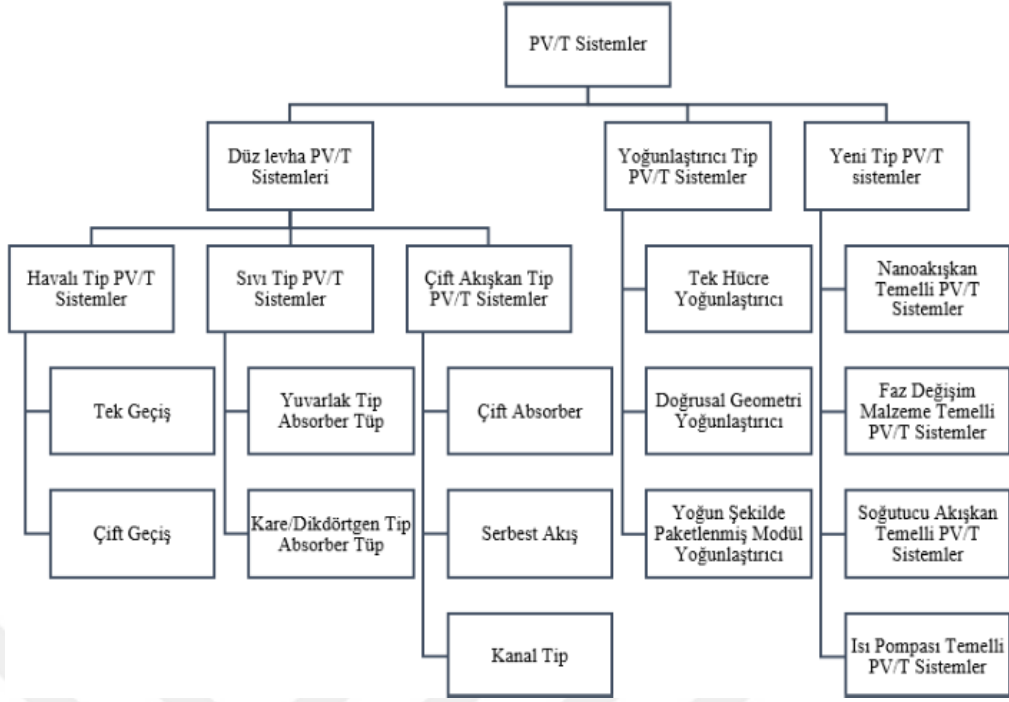 PV/T Sistemler
Düz levha PV/T
Sistemleri
Yoğunlaştırıcı Tip
PV/T Sistemler
Yeni Tip PV/T
sistemler
Havalı Tip PV/T
Sistemler
Sıvı Tip PV/T
Sistemler
Çift Akışkan Tip
PV/T Sistemler
Tek Hücre
Yoğunlaştırıcı
Nanoakışkan
Temelli PV/T
Sistemler
Tek Geçiş
Yuvarlak Tip
Absorber Tüp
Çift Absorber
Doğrusal Geometri
Yoğunlaştırıcı
Faz Değişim
Malzeme Temelli
PV/T Sistemler
Çift Geçiş
Kare/Dikdörtgen Tip
Absorber Tüp
Serbest Akış
Yoğun Şekilde
Paketlenmiş Modül
Yoğunlaştırıcı
Soğutucu Akışkan
Temelli PV/T
Sistemler
Kanal Tip
Isı Pompası Temelli
PV/T Sistemler